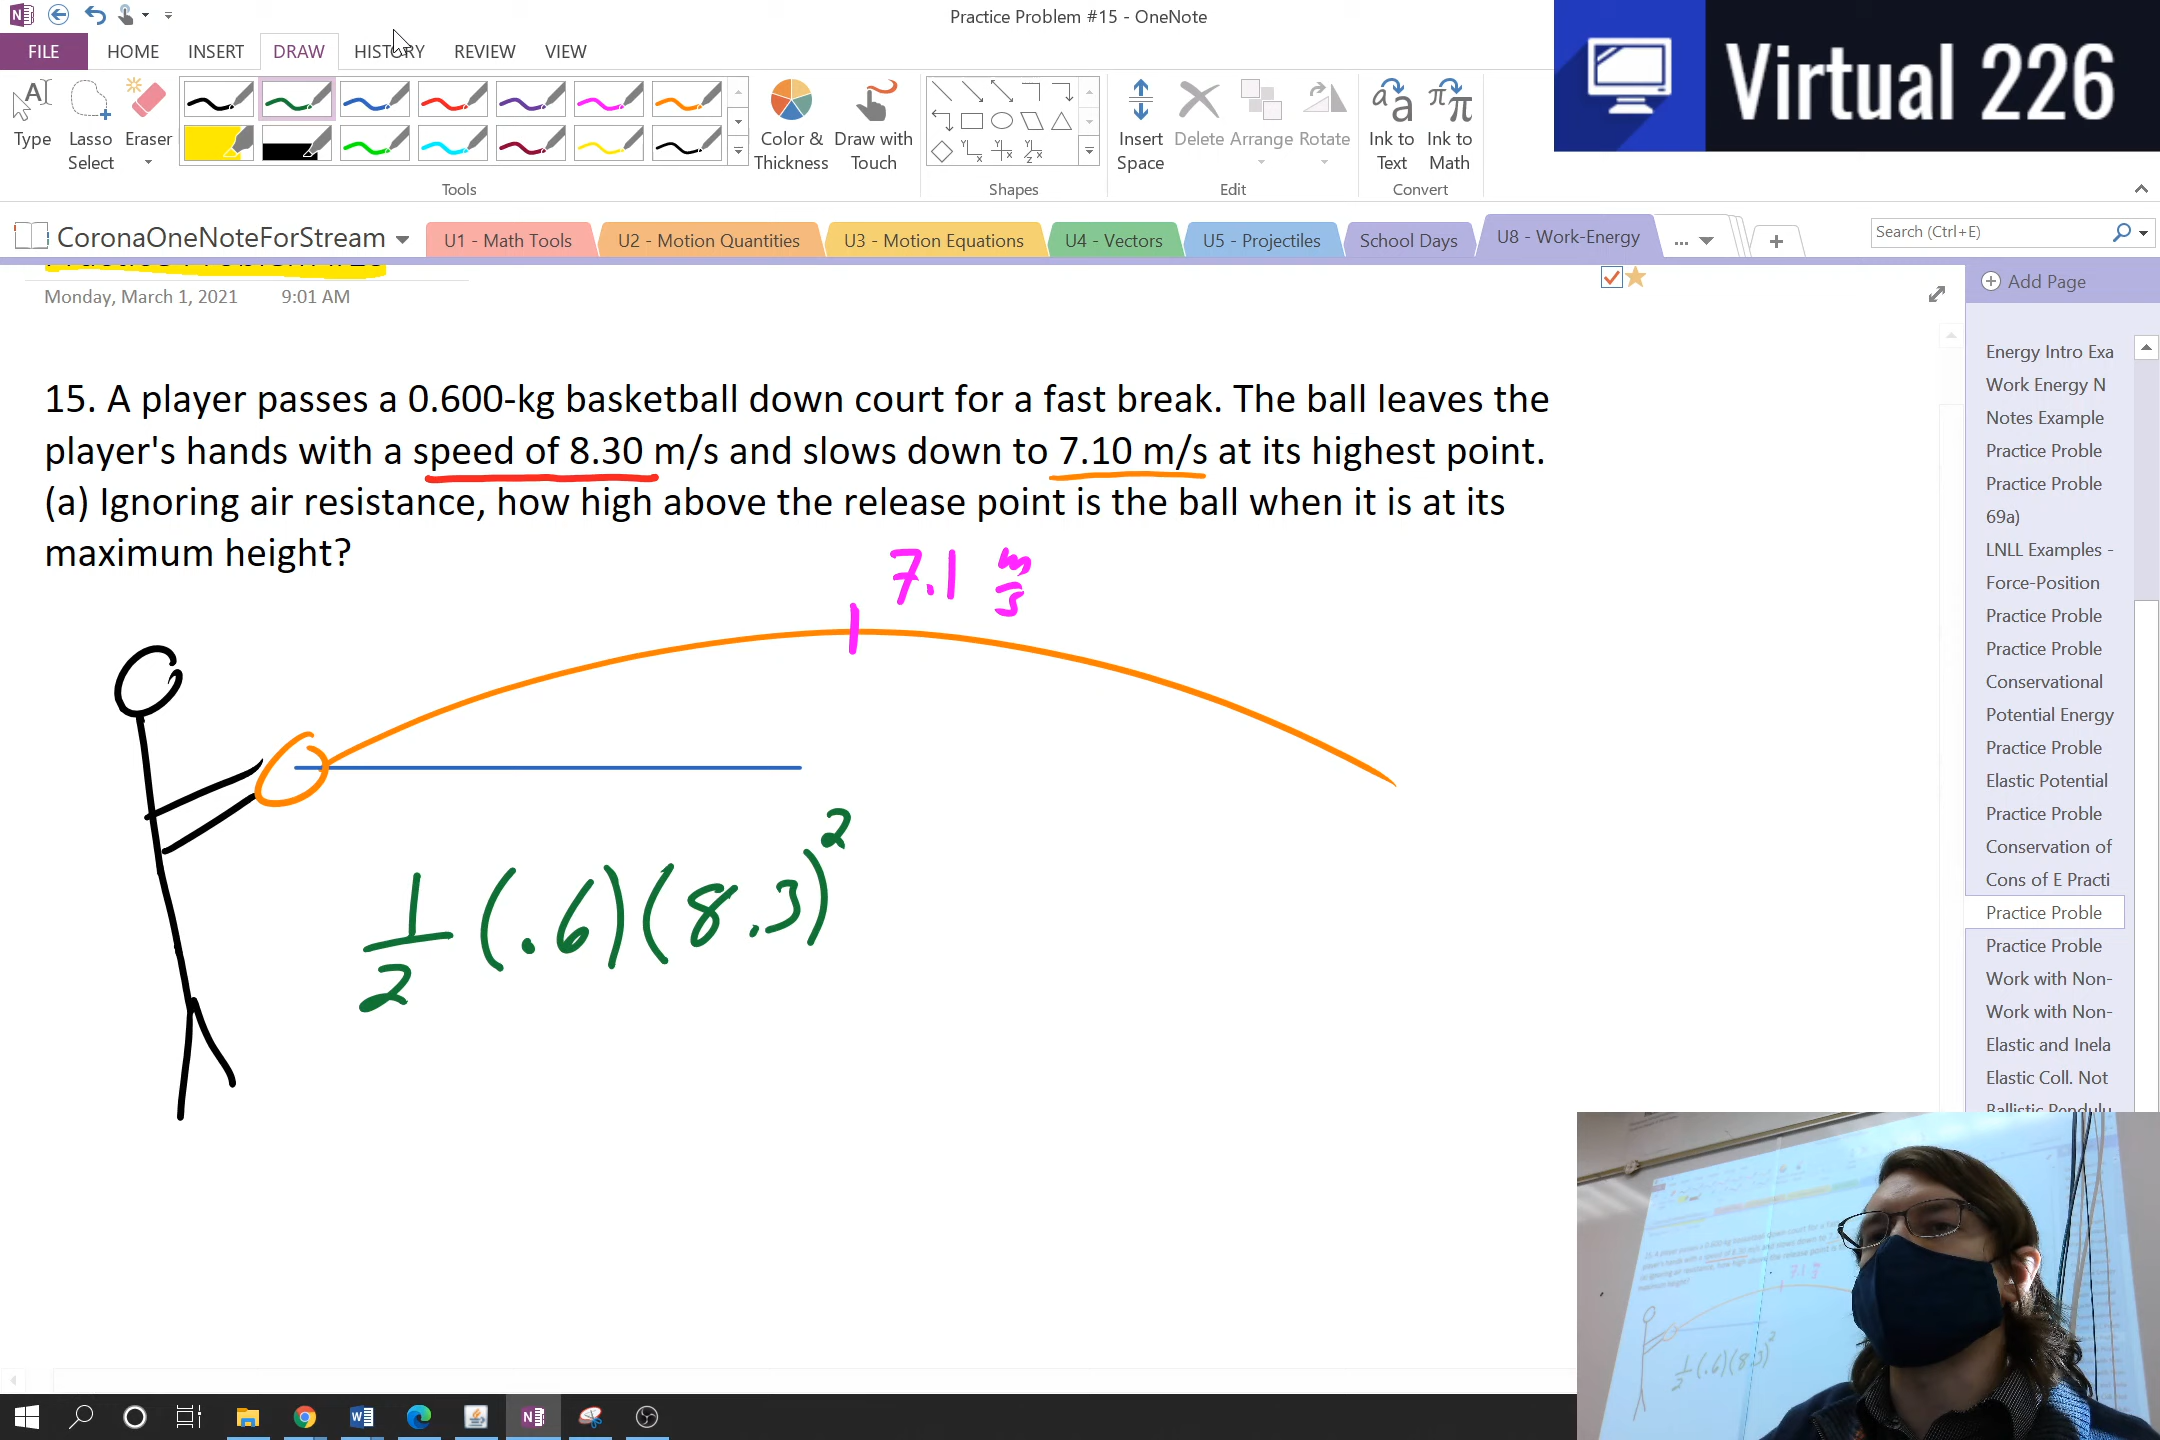 Practice Problem #15 - OneNote
FILE HOME INSERT DRAW HISTORY REVIEW VIEW
Virtual 226
Type Lasso Select Eraser Color & Thickness Draw with Touch Insert Space Delete Arrange Rotate Ink to Text Ink to Math
Tools Shapes Edit Convert
CoronaOneNoteForStream U1 - Math Tools U2 - Motion Quantities U3 - Motion Equations U4 - Vectors U5 - Projectiles School Days U8 - Work-Energy ... Search (Ctrl+E)
Monday, March 1, 2021 9:01 AM
15. A player passes a 0.600-kg basketball down court for a fast break. The ball leaves the
player's hands with a speed of 8.30 m/s and slows down to 7.10 m/s at its highest point.
(a) Ignoring air resistance, how high above the release point is the ball when it is at its
maximum height?
7.1 m/s
1/2 (.6)(8.3)²
Add Page
Energy Intro Exa
Work Energy N
Notes Example
Practice Proble
Practice Proble
69a)
LNLL Examples -
Force-Position
Practice Proble
Practice Proble
Conservational
Potential Energy
Practice Proble
Elastic Potential
Practice Proble
Conservation of
Cons of E Practi
Practice Proble
Practice Proble
Work with Non-
Work with Non-
Elastic and Inela
Elastic Coll. Not
Ballistic Pendulu